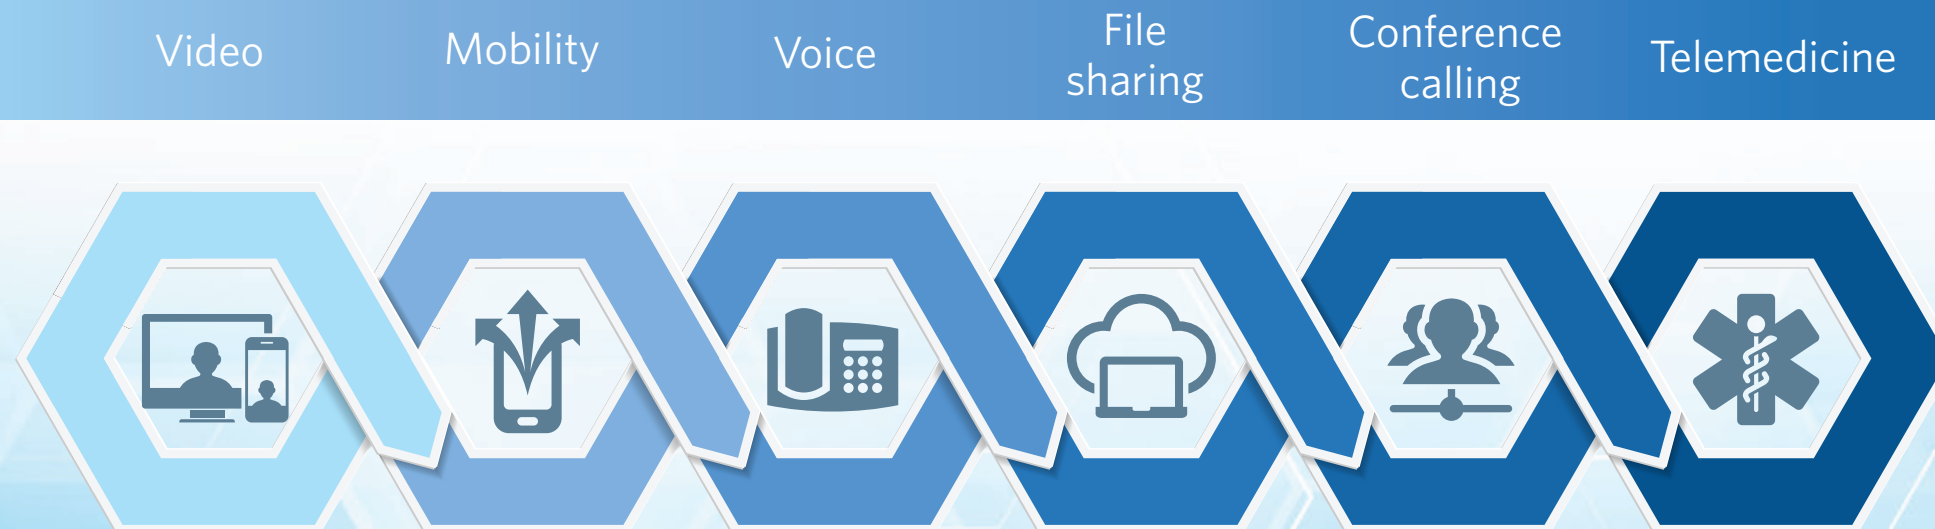 Video
Mobility
Voice
File
sharing
Conference
calling
Telemedicine